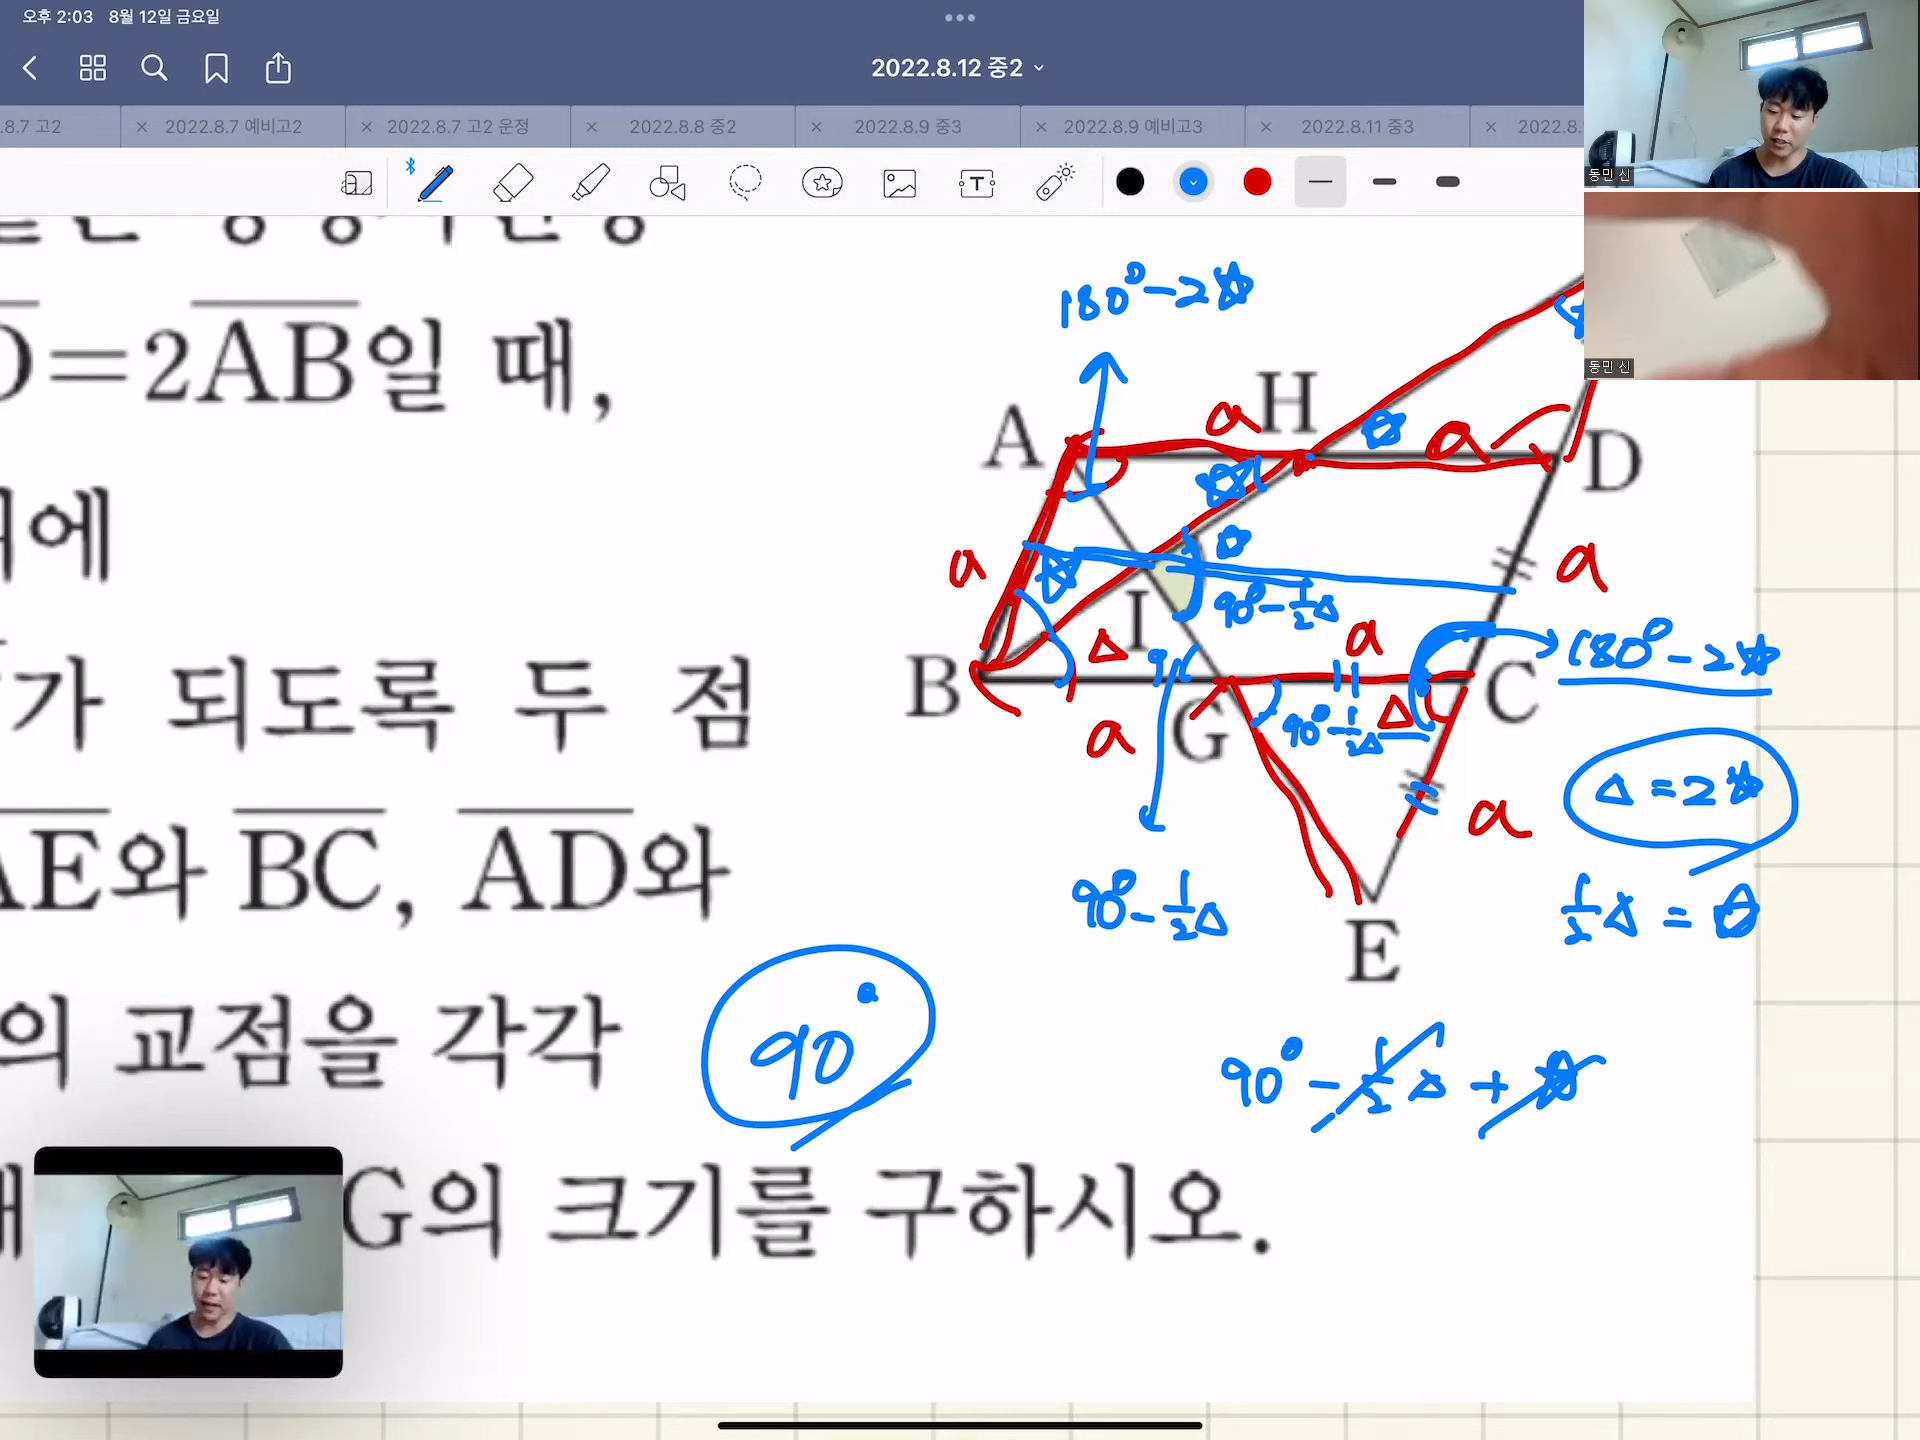 오후 2:03 8월 12일 금요일
2022.8.12 중2
.8.7 고2
2022.8.7 예비고2
2022.8.7 고2 운정
2022.8.8 중2
2022.8.9 중3
2022.8.9 예비고3
2022.8.11 중3
2022.8.
동민 신
동민 신
D=2AB일 때,
에
가 되도록 두 점
AE와 BC, AD와
의 교점을 각각
G의 크기를 구하시오.
180°-2☆
A a H ☆ a D
☆
a ☆ ☆ a
I 90°-½△
B △ a C 180°-2☆
a G 90°-½△ △
a △=2☆
90°-½△ ½△=☆
E
90°
90°-½△+☆